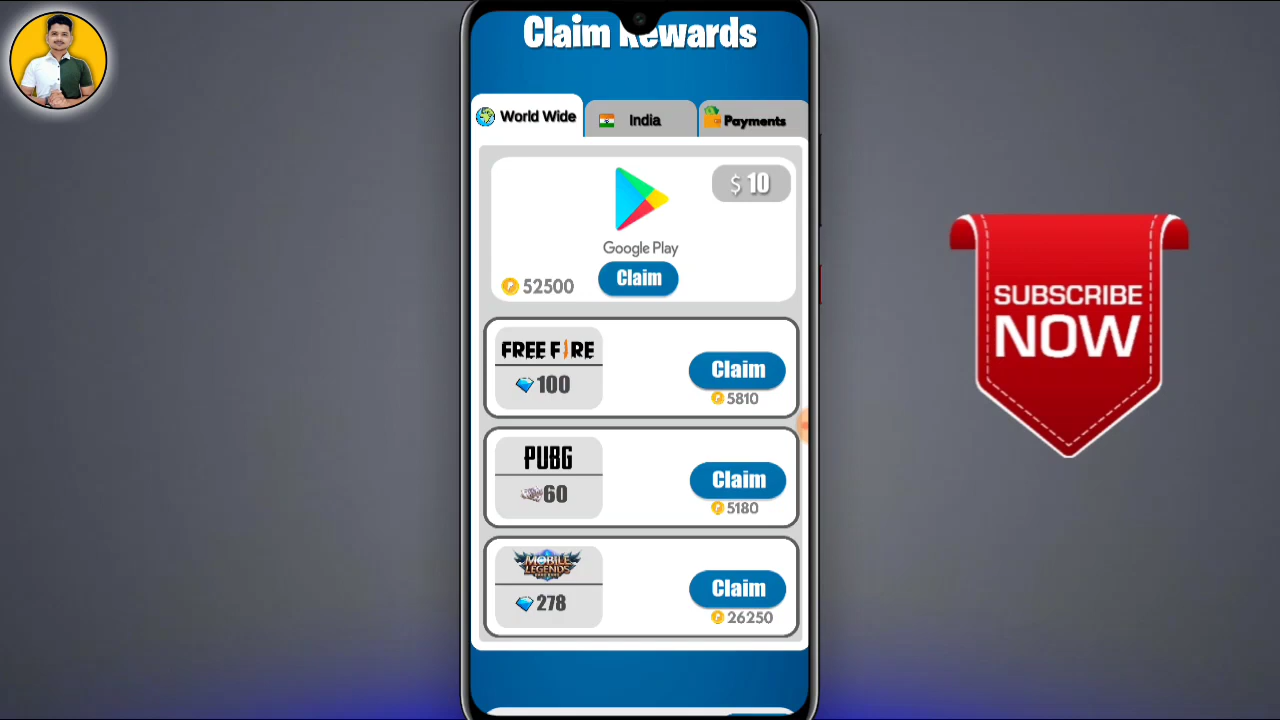 Claim Rewards
World Wide
India
Payments
$ 10
Google Play
52500
Claim
FREE FIRE
100
Claim
5810
PUBG
60
Claim
5180
MOBILE
LEGENDS
278
Claim
26250
SUBSCRIBE
NOW